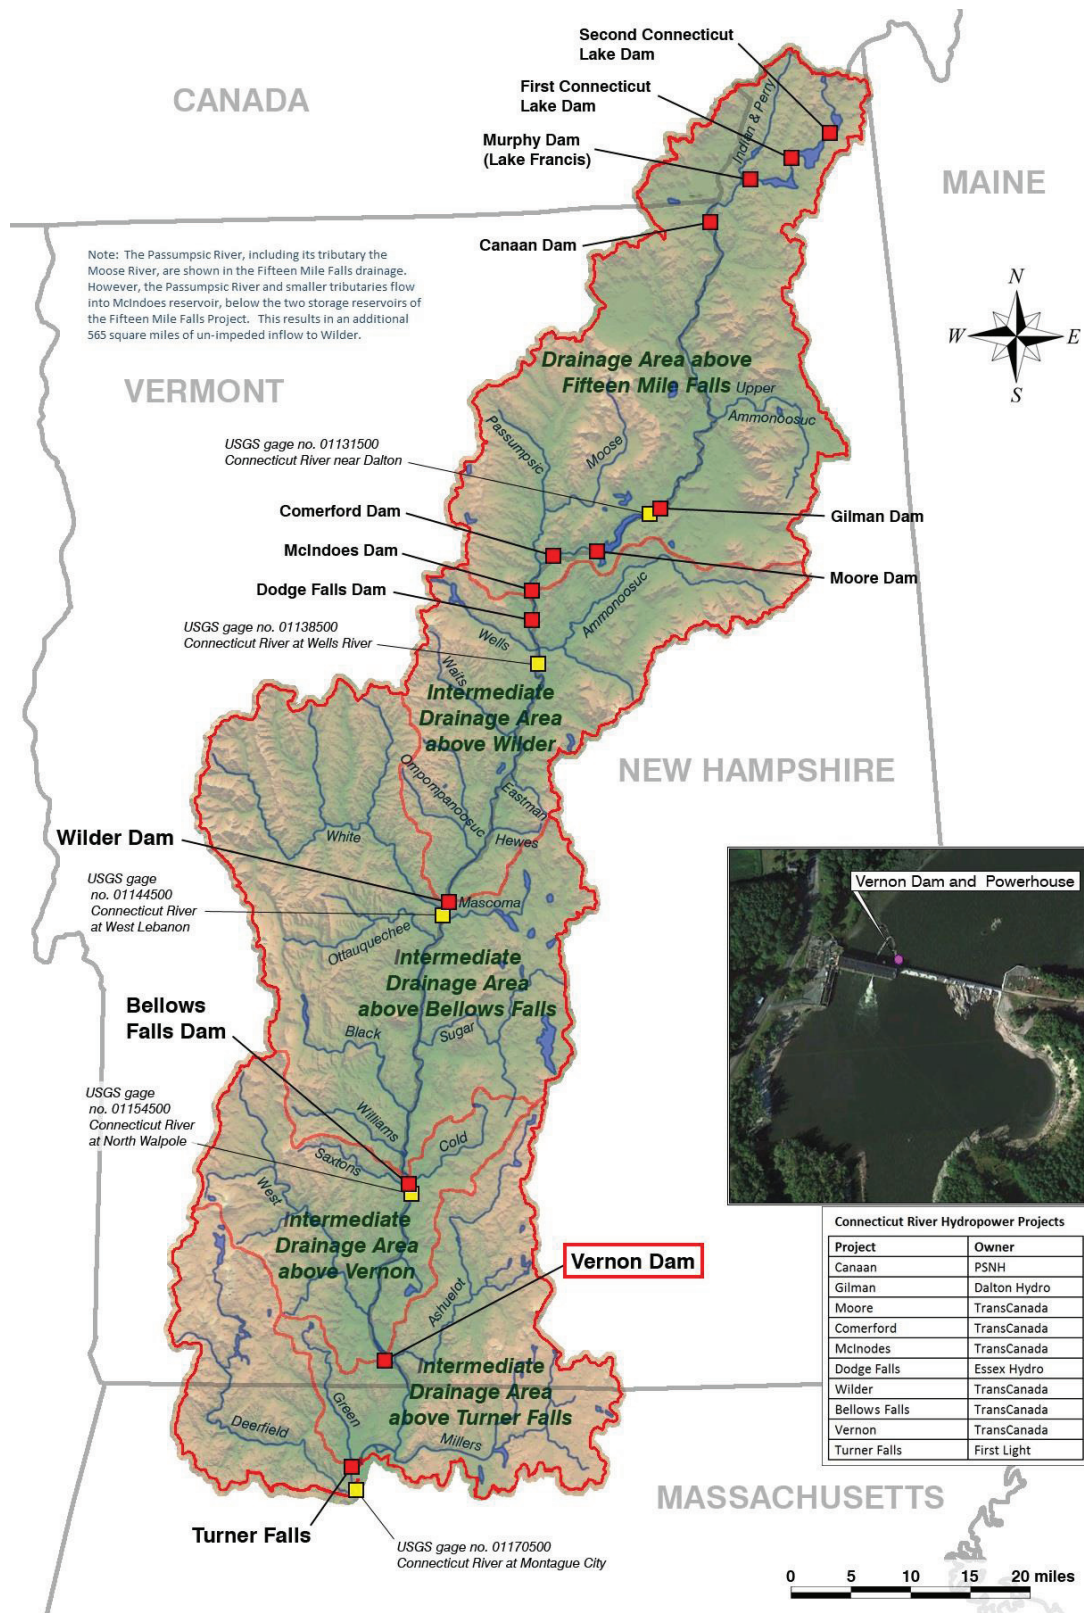 Second Connecticut
Lake Dam
First Connecticut
Lake Dam
CANADA
Indian & Perry
Murphy Dam
(Lake Francis)
MAINE
Canaan Dam
Note: The Passumpsic River, including its tributary the
Moose River, are shown in the Fifteen Mile Falls drainage.
However, the Passumpsic River and smaller tributaries flow
into McIndoes reservoir, below the two storage reservoirs of
the Fifteen Mile Falls Project. This results in an additional
565 square miles of un-impeded inflow to Wilder.
N
W
E
S
Drainage Area above
Fifteen Mile Falls
VERMONT
Upper
Ammonoosuc
Passumpsic
Moose
USGS gage no. 01131500
Connecticut River near Dalton
Comerford Dam
Gilman Dam
McIndoes Dam
Moore Dam
Dodge Falls Dam
Ammonoosuc
USGS gage no. 01138500
Connecticut River at Wells River
Wells
Waits
Intermediate
Drainage Area
above Wilder
NEW HAMPSHIRE
Ompompanoosuc
Eastman
Hewes
White
Wilder Dam
USGS gage
no. 01144500
Connecticut River
at West Lebanon
Mascoma
Vernon Dam and Powerhouse
Ottauquechee
Intermediate
Drainage Area
above Bellows Falls
Bellows
Falls Dam
Black
Sugar
USGS gage
no. 01154500
Connecticut River
at North Walpole
Williams
Cold
Saxtons
West
Intermediate
Drainage Area
above Vernon
Vernon Dam
Ashuelot
Connecticut River Hydropower Projects
Project Owner
Canaan PSNH
Gilman Dalton Hydro
Moore TransCanada
Comerford TransCanada
McInodes TransCanada
Dodge Falls Essex Hydro
Wilder TransCanada
Bellows Falls TransCanada
Vernon TransCanada
Turner Falls First Light
Intermediate
Drainage Area
above Turner Falls
Green
Deerfield
Millers
MASSACHUSETTS
Turner Falls
USGS gage no. 01170500
Connecticut River at Montague City
0 5 10 15 20 miles